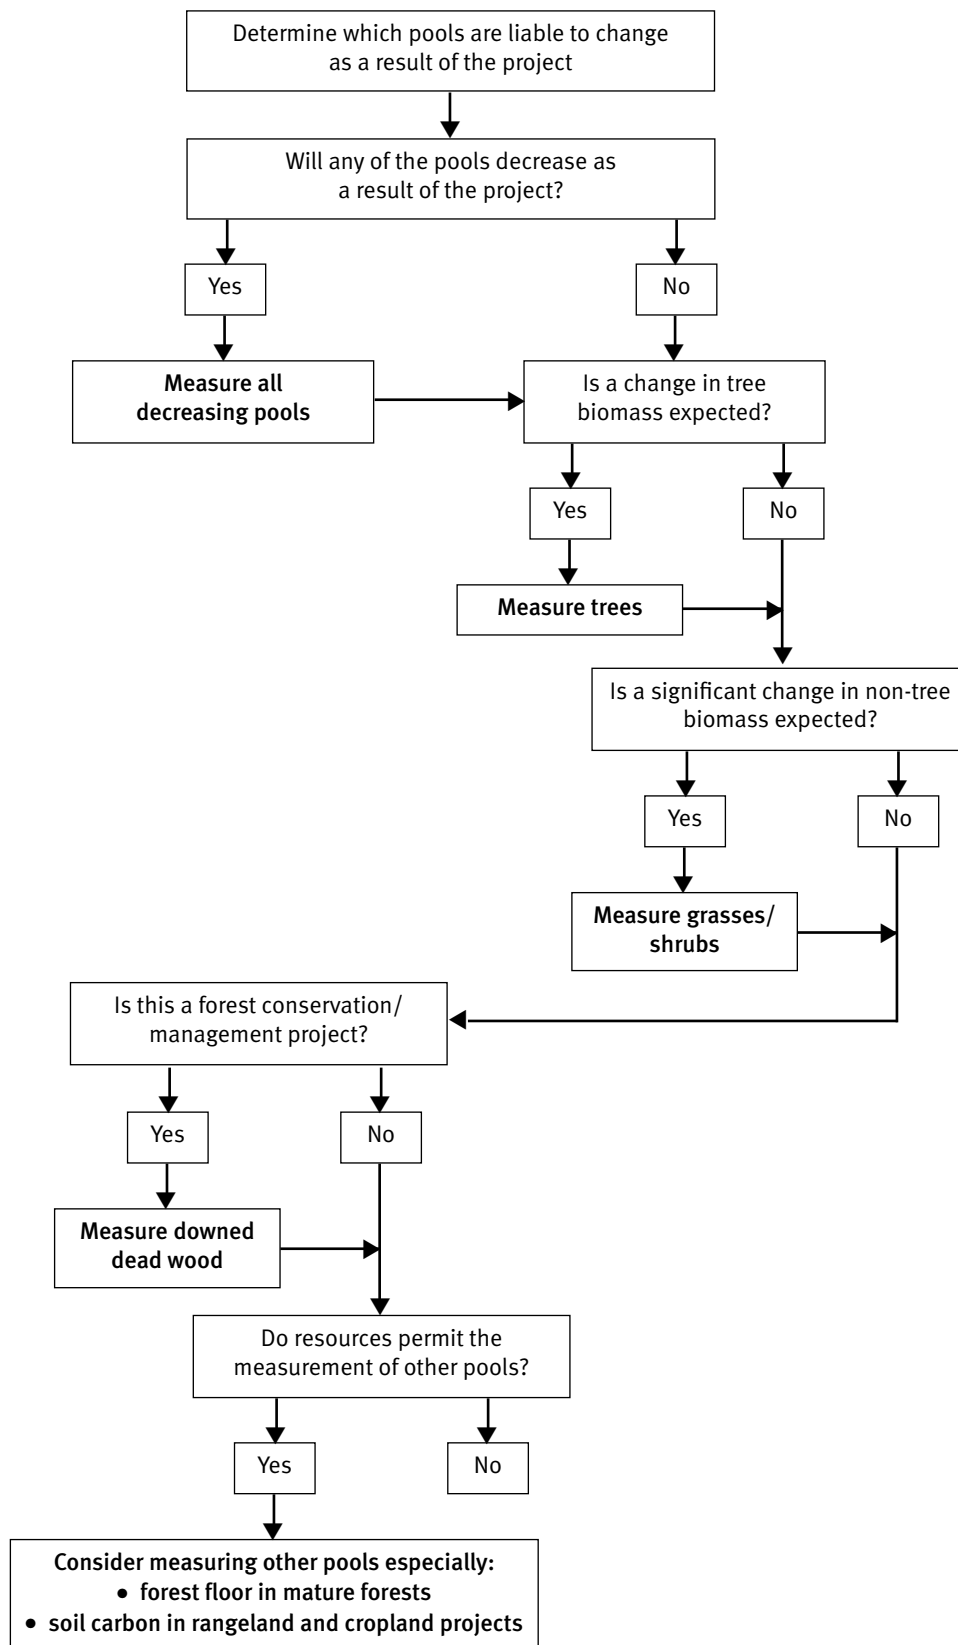 Determine which pools are liable to change
as a result of the project
Will any of the pools decrease as
a result of the project?
Yes
No
Measure all
decreasing pools
Is a change in tree
biomass expected?
Yes
No
Measure trees
Is a significant change in non-tree
biomass expected?
Yes
No
Measure grasses/
shrubs
Is this a forest conservation/
management project?
Yes
No
Measure downed
dead wood
Do resources permit the
measurement of other pools?
Yes
No
Consider measuring other pools especially:
• forest floor in mature forests
• soil carbon in rangeland and cropland projects